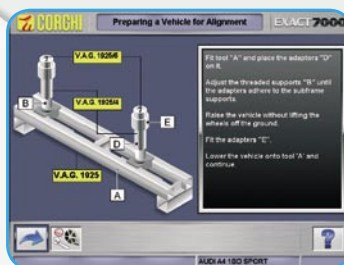 CORGHI Preparing a Vehicle for Alignment EXACT7000
V.A.G. 1925/6
B
V.A.G. 1925/4
E
D
V.A.G. 1925
A
Fit tool "A" and place the adapters "D"
on it.
Adjust the threaded supports "B" until
the adapters adhere to the subframe
supports.
Raise the vehicle without lifting the
wheels off the ground.
Fit the adapters "E".
Lower the vehicle onto tool "A" and
continue.
?
AUDI A4 1.8D SPORT